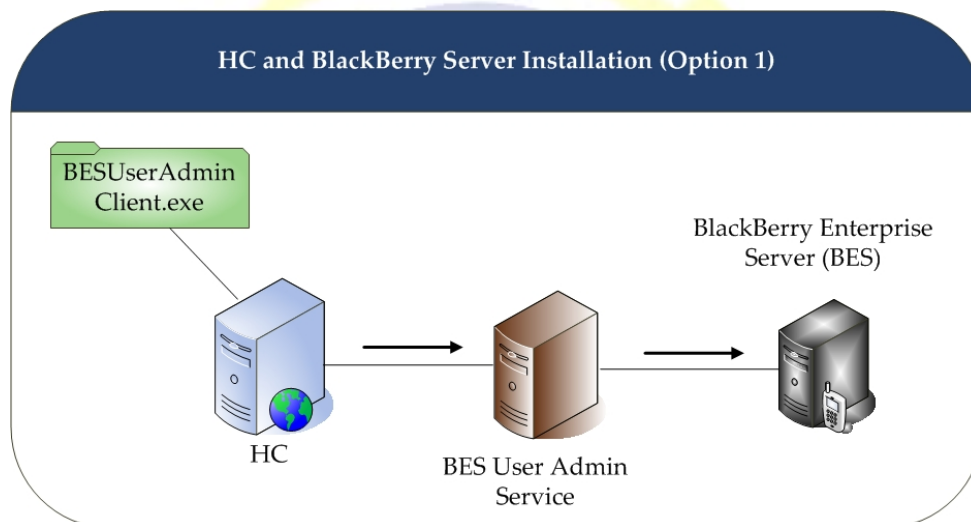 HC and BlackBerry Server Installation (Option 1)
BESUserAdmin
Client.exe
BlackBerry Enterprise
Server (BES)
HC
BES User Admin
Service